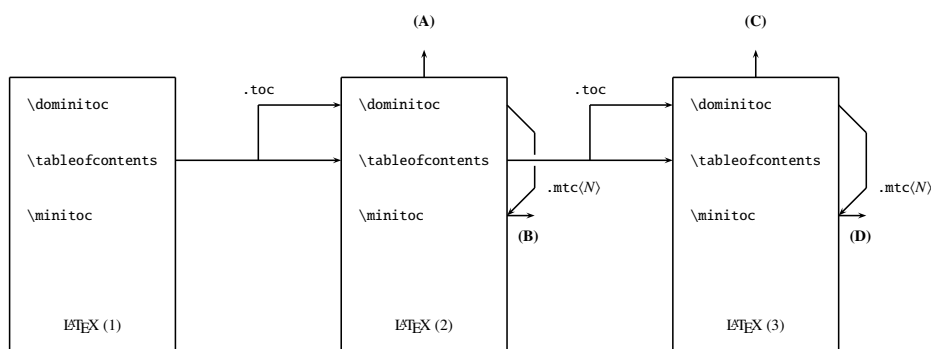 (A) (C)
.toc .toc
\dominitoc \dominitoc \dominitoc
\tableofcontents \tableofcontents \tableofcontents
.mtc⟨N⟩ .mtc⟨N⟩
\minitoc \minitoc \minitoc
(B) (D)
LATEX (1) LATEX (2) LATEX (3)